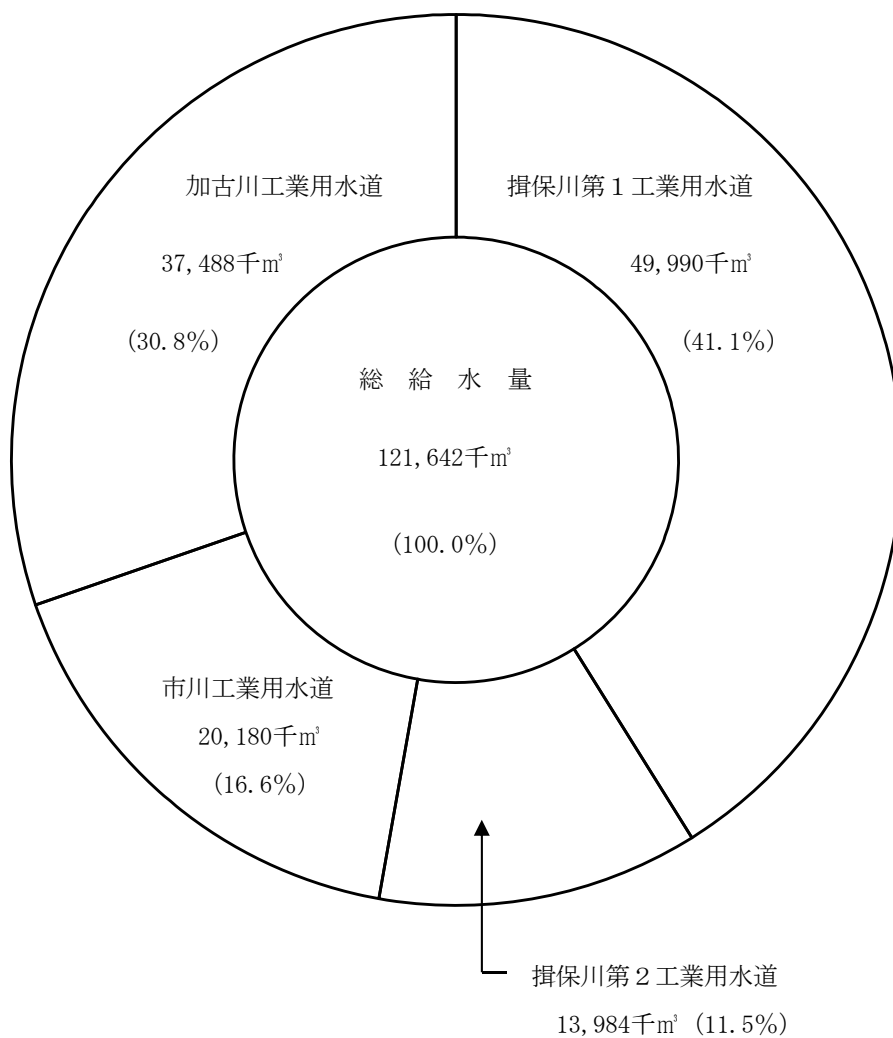 加古川工業用水道
37,488千㎥
(30.8%)
揖保川第1工業用水道
49,990千㎥
(41.1%)
総給水量
121,642千㎥
(100.0%)
市川工業用水道
20,180千㎥
(16.6%)
揖保川第2工業用水道
13,984千㎥ (11.5%)